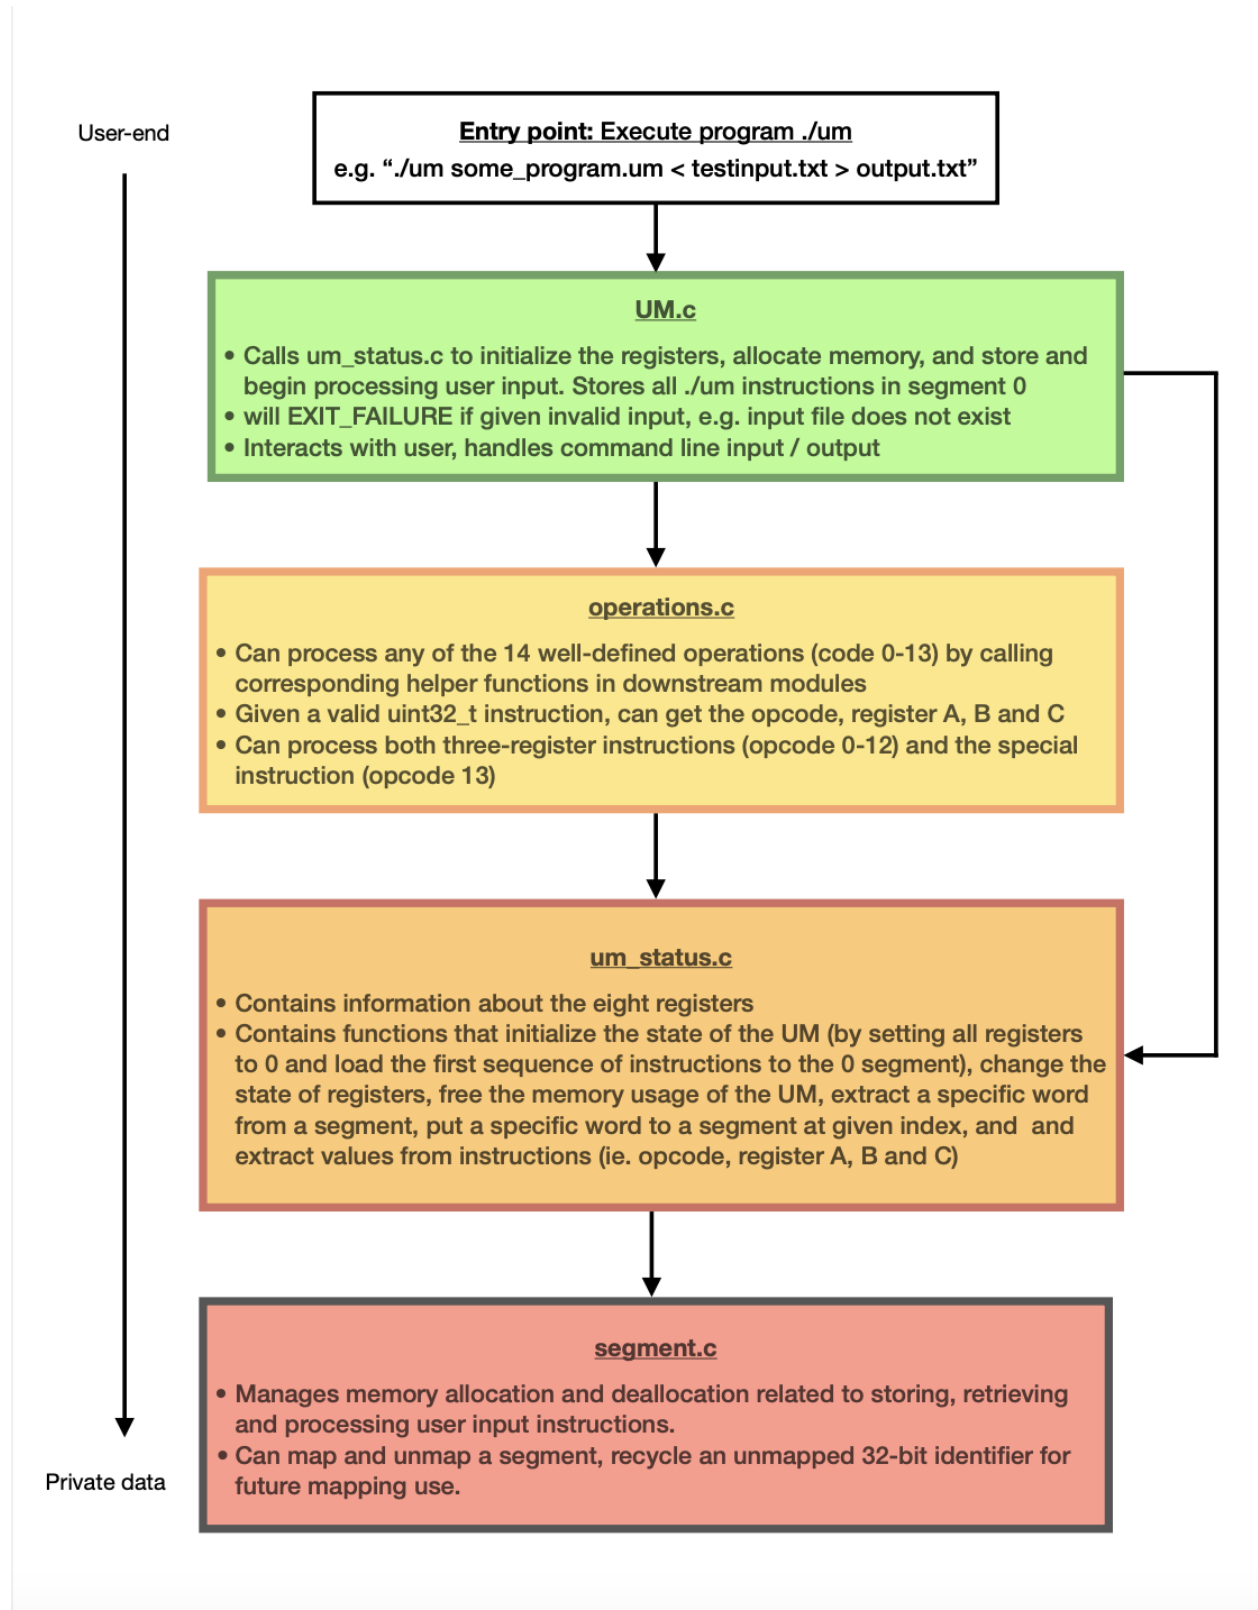 User-end
Entry point: Execute program ./um
e.g. “./um some_program.um < testinput.txt > output.txt”
UM.c
• Calls um_status.c to initialize the registers, allocate memory, and store and
begin processing user input. Stores all ./um instructions in segment 0
• will EXIT_FAILURE if given invalid input, e.g. input file does not exist
• Interacts with user, handles command line input / output
operations.c
• Can process any of the 14 well-defined operations (code 0-13) by calling
corresponding helper functions in downstream modules
• Given a valid uint32_t instruction, can get the opcode, register A, B and C
• Can process both three-register instructions (opcode 0-12) and the special
instruction (opcode 13)
um_status.c
• Contains information about the eight registers
• Contains functions that initialize the state of the UM (by setting all registers
to 0 and load the first sequence of instructions to the 0 segment), change the
state of registers, free the memory usage of the UM, extract a specific word
from a segment, put a specific word to a segment at given index, and  and
extract values from instructions (ie. opcode, register A, B and C)
segment.c
• Manages memory allocation and deallocation related to storing, retrieving
and processing user input instructions.
• Can map and unmap a segment, recycle an unmapped 32-bit identifier for
future mapping use.
Private data